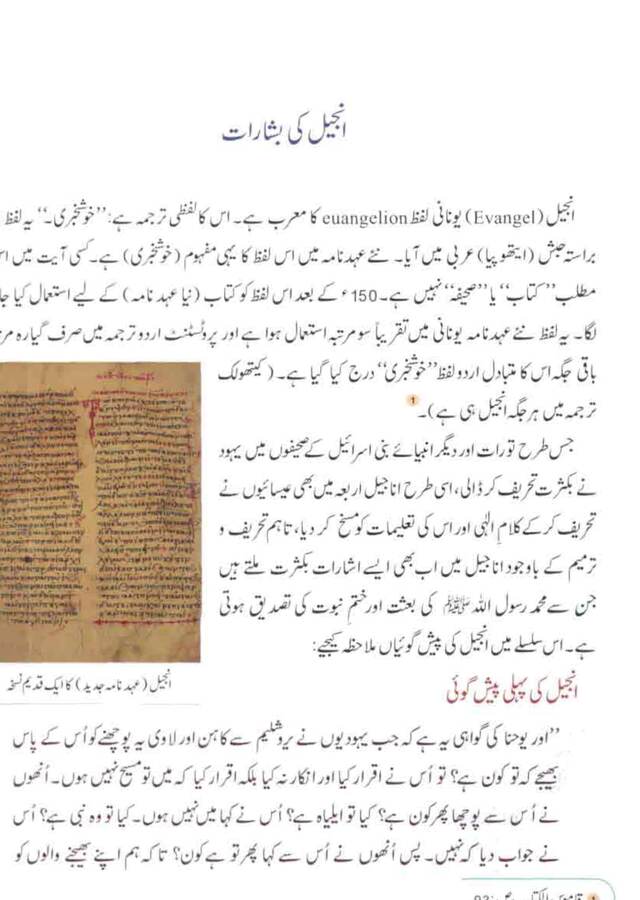 انجیل کی بشارات
انجیل (Evangel) یونانی لفظ euangelion کا معرب ہے۔ اس کا لفظی ترجمہ ہے: ”خوشخبری۔“ یہ لفظ
براستہ حبش (ایتھوپیا) عربی میں آیا۔ نئے عہد نامہ میں اس لفظ کا یہی مفہوم (خوشخبری) ہے۔ کسی آیت میں
مطلب ”کتاب“ یا ”صحیفہ“ نہیں ہے۔ 150ء کے بعد اس لفظ کو کتاب (نیا عہد نامہ) کے لیے استعمال کیا
لگا۔ یہ لفظ نئے عہد نامہ یونانی میں تقریباً سو مرتبہ استعمال ہوا ہے اور پروٹسٹنٹ اردو ترجمہ میں صرف گیارہ
باقی جگہ اس کا متبادل اردو لفظ ”خوشخبری“ درج کیا گیا ہے۔ (کیتھولک
ترجمہ میں ہر جگہ انجیل ہی ہے)۔ 1
جس طرح تورات اور دیگر انبیائے بنی اسرائیل کے صحیفوں میں یہود
نے بکثرت تحریف کر ڈالی، اسی طرح اناجیل اربعہ میں بھی عیسائیوں نے
تحریف کر کے کلامِ الٰہی اور اس کی تعلیمات کو مسخ کر دیا، تاہم تحریف و
ترمیم کے باوجود اناجیل میں اب بھی ایسے اشارات بکثرت ملتے ہیں
جن سے محمد رسول اللہ ﷺ کی بعثت اور ختم نبوت کی تصدیق ہوتی
ہے۔ اس سلسلے میں انجیل کی پیش گوئیاں ملاحظہ کیجیے:
انجیل (عہد نامہ جدید) کا ایک قدیم نسخہ
انجیل کی پہلی پیش گوئی
”اور یوحنا کی گواہی یہ ہے کہ جب یہودیوں نے یروشلیم سے کاہن اور لاوی یہ پوچھنے کو اُس کے پاس
بھیجے کہ تو کون ہے؟ تو اُس نے اقرار کیا اور انکار نہ کیا بلکہ اقرار کیا کہ میں تو مسیح نہیں ہوں۔ اُنھوں
نے اُس سے پوچھا پھر کون ہے؟ کیا تو ایلیاہ ہے؟ اُس نے کہا میں نہیں ہوں۔ کیا تو وہ نبی ہے؟ اُس
نے جواب دیا کہ نہیں۔ پس اُنھوں نے اُس سے کہا پھر تو ہے کون؟ تاکہ ہم اپنے بھیجنے والوں کو